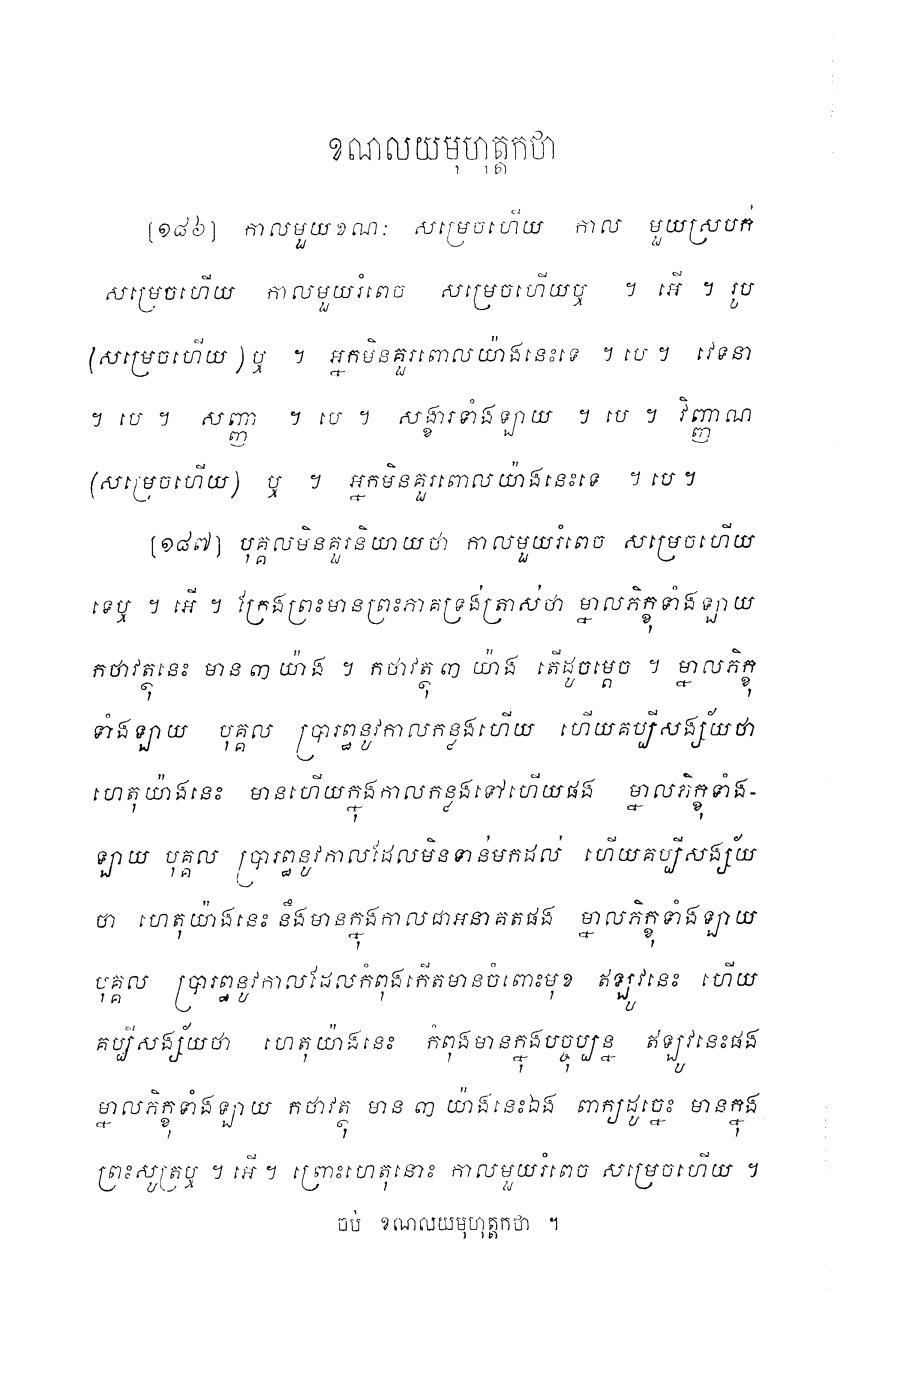 ខណលយមុហុត្តកថា
[១៨៦] កាលមួយខណៈ សម្រេចហើយ កាល មួយស្របក់
សម្រេចហើយ កាលមួយរំពេច សម្រេចហើយឬ ។ អើ ។ រូប
(សម្រេចហើយ) ឬ ។ អ្នកមិនគួរពោលយ៉ាងនេះទេ ។ បេ ។ វេទនា
។ បេ ។ សញ្ញា ។ បេ ។ សង្ខារទាំងឡាយ ។ បេ ។ វិញ្ញាណ
(សម្រេចហើយ) ឬ ។ អ្នកមិនគួរពោលយ៉ាងនេះទេ ។ បេ ។
[១៨៧] បុគ្គលមិនគួរនិយាយថា កាលមួយរំពេច សម្រេចហើយ
ទេឬ ។ អើ ។ ក្រែងព្រះមានព្រះភាគទ្រង់ត្រាស់ថា ម្នាលភិក្ខុទាំងឡាយ
កថាវត្ថុនេះ មាន ៣ យ៉ាង ។ កថាវត្ថុ ៣ យ៉ាង តើដូចម្តេច ។ ម្នាលភិក្ខុ
ទាំងឡាយ បុគ្គល ប្រារព្ធនូវកាលកន្លងហើយ ហើយគប្បីសង្ស័យថា
ហេតុយ៉ាងនេះ មានហើយក្នុងកាលកន្លងទៅហើយផង ម្នាលភិក្ខុទាំង-
ឡាយ បុគ្គល ប្រារព្ធនូវកាលដែលមិនទាន់មកដល់ ហើយគប្បីសង្ស័យ
ថា ហេតុយ៉ាងនេះ នឹងមានក្នុងកាលជាអនាគតផង ម្នាលភិក្ខុទាំងឡាយ
បុគ្គល ប្រារព្ធនូវកាលដែលកំពុងកើតមានចំពោះមុខ ឥឡូវនេះ ហើយ
គប្បីសង្ស័យថា ហេតុយ៉ាងនេះ កំពុងមានក្នុងបច្ចុប្បន្ន ឥឡូវនេះផង
ម្នាលភិក្ខុទាំងឡាយ កថាវត្ថុ មាន ៣ យ៉ាងនេះឯង ពាក្យដូច្នេះ មានក្នុង
ព្រះសូត្រឬ ។ អើ ។ ព្រោះហេតុនោះ កាលមួយរំពេច សម្រេចហើយ ។
ចប់ ខណលយមុហុត្តកថា ។